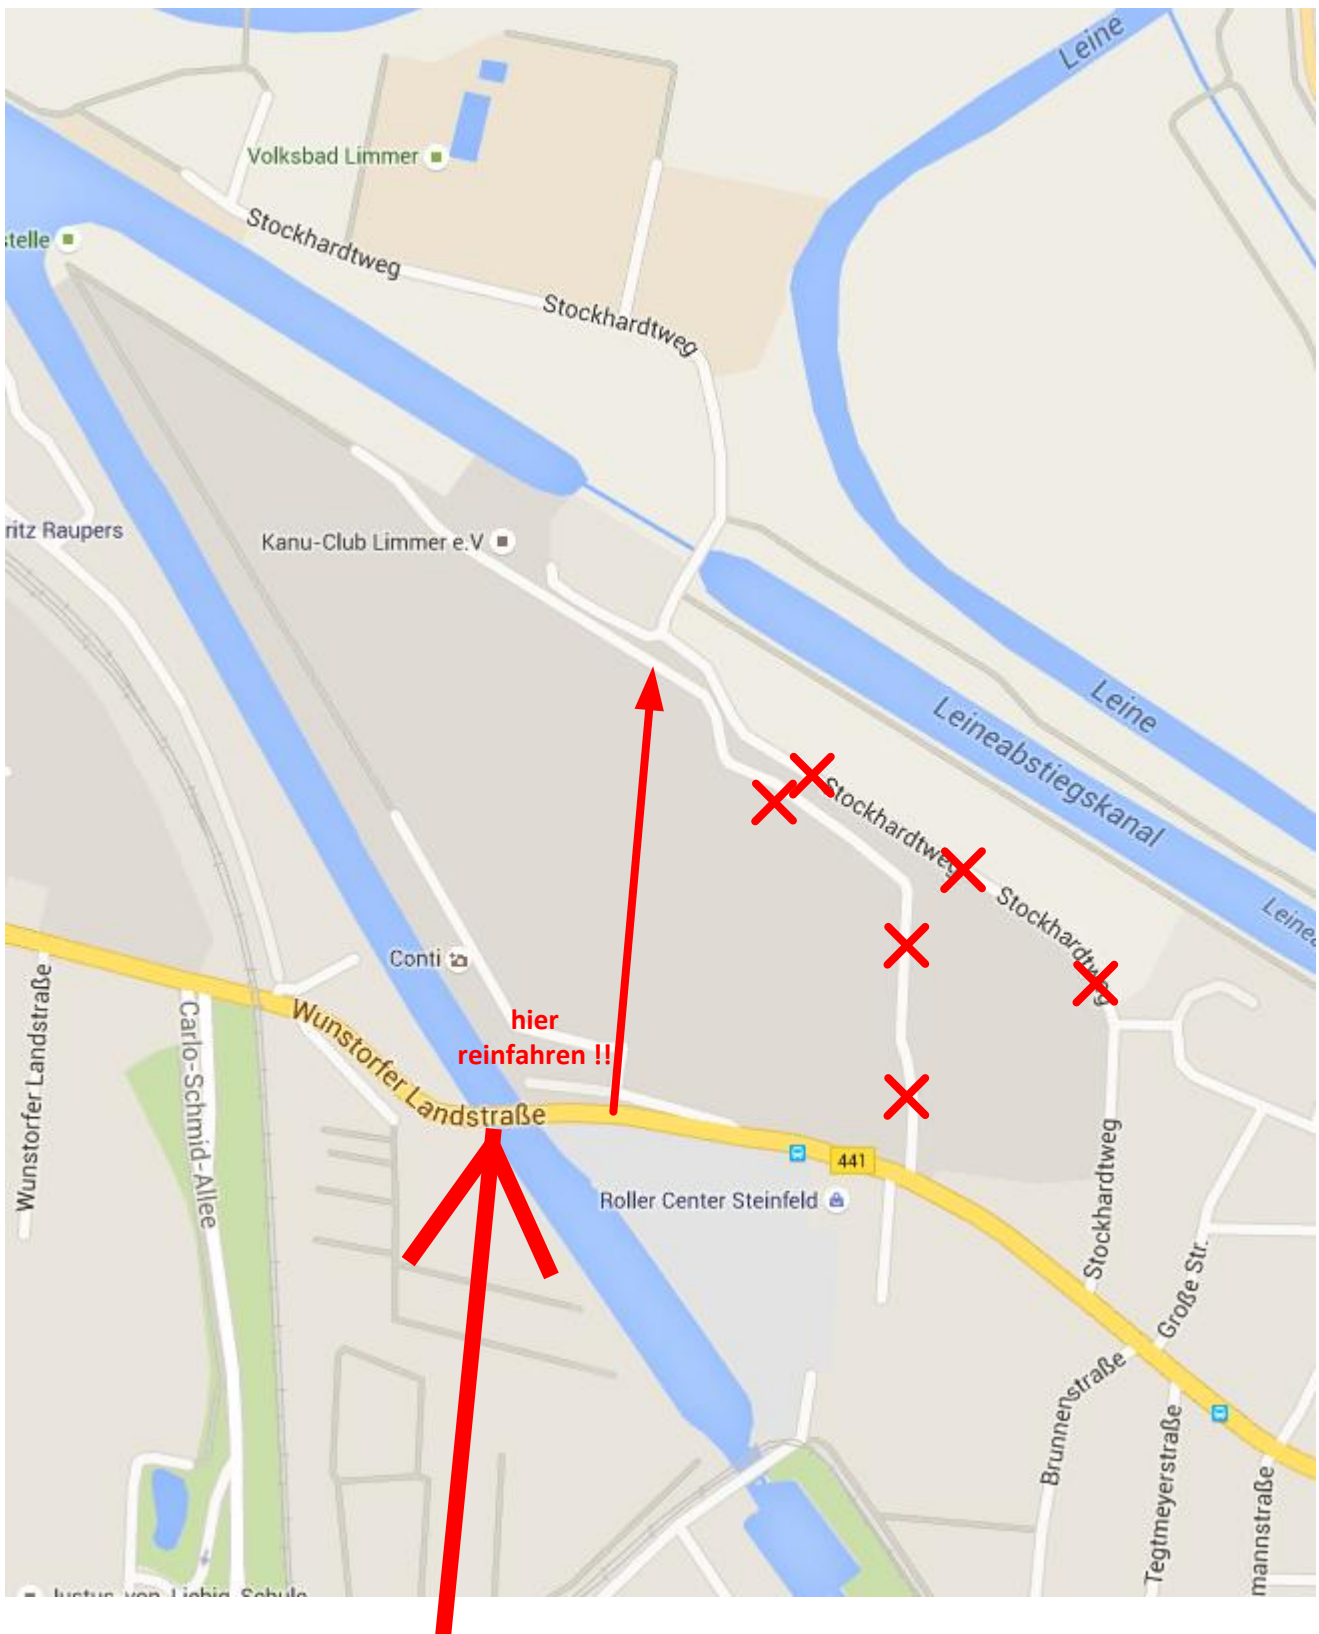 Leine
Volksbad Limmer
Stockhardtweg
telle
Stockhardtweg
ritz Raupers
Kanu-Club Limmer e.V
Leine
Leineabstiegskanal
Stockhardtweg
Stockhardtweg
Leinea
Conti
hier
reinfahren !!
Wunstorfer Landstraße
Wunstorfer Landstraße
Carlo-Schmid-Allee
441
Roller Center Steinfeld
Stockhardtweg
Große Str.
Brunnenstraße
Tegtmeyerstraße
mannstraße
Justus-von-Liebig-Schule